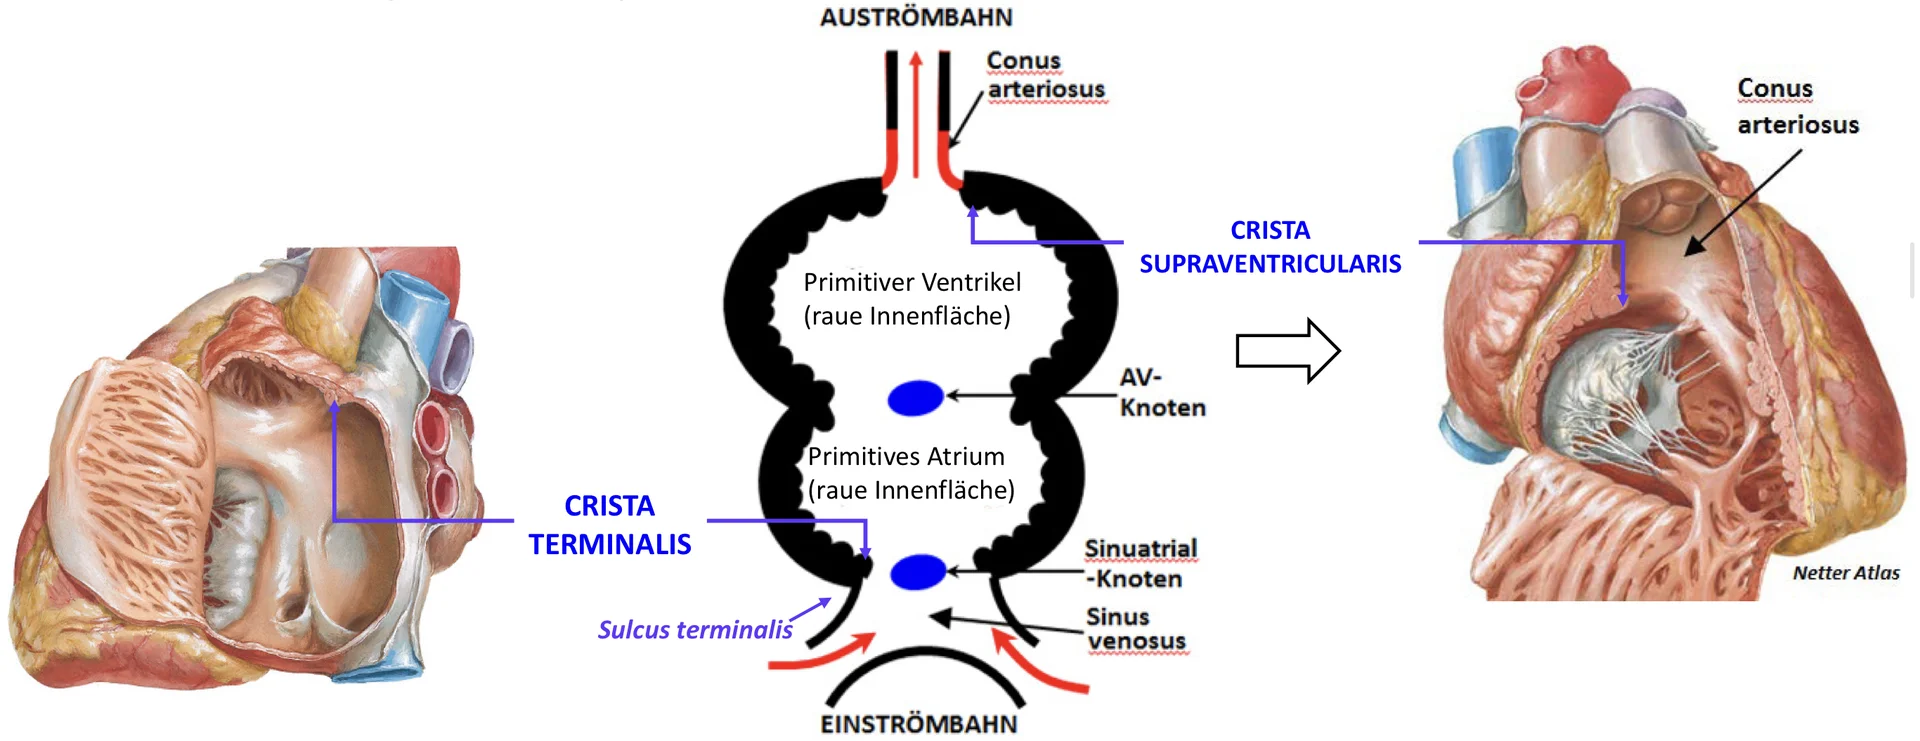 AUSTRÖMBAHN
Conus
arteriosus
Conus
arteriosus
CRISTA
SUPRAVENTRICULARIS
Primitiver Ventrikel
(raue Innenfläche)
AV-
Knoten
Primitives Atrium
(raue Innenfläche)
CRISTA
TERMINALIS
Sinuatrial
-Knoten
Netter Atlas
Sulcus terminalis
Sinus
venosus
EINSTRÖMBAHN